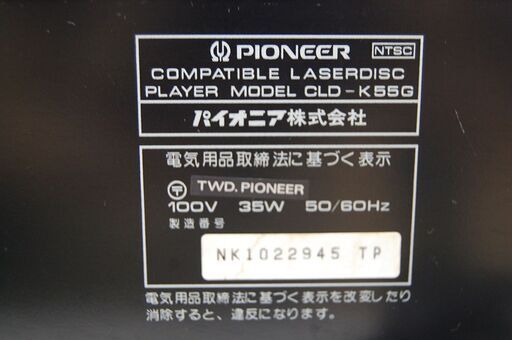 PIONEER NTSC
COMPATIBLE LASERDISC
PLAYER MODEL CLD-K55G
パイオニア株式会社
電気用品取締法に基づく表示
〒 TWD. PIONEER
100V 35W 50/60Hz
製造番号
NK1022945 TP
電気用品取締法に基づく表示を改変したり
消除すると、違反になります。